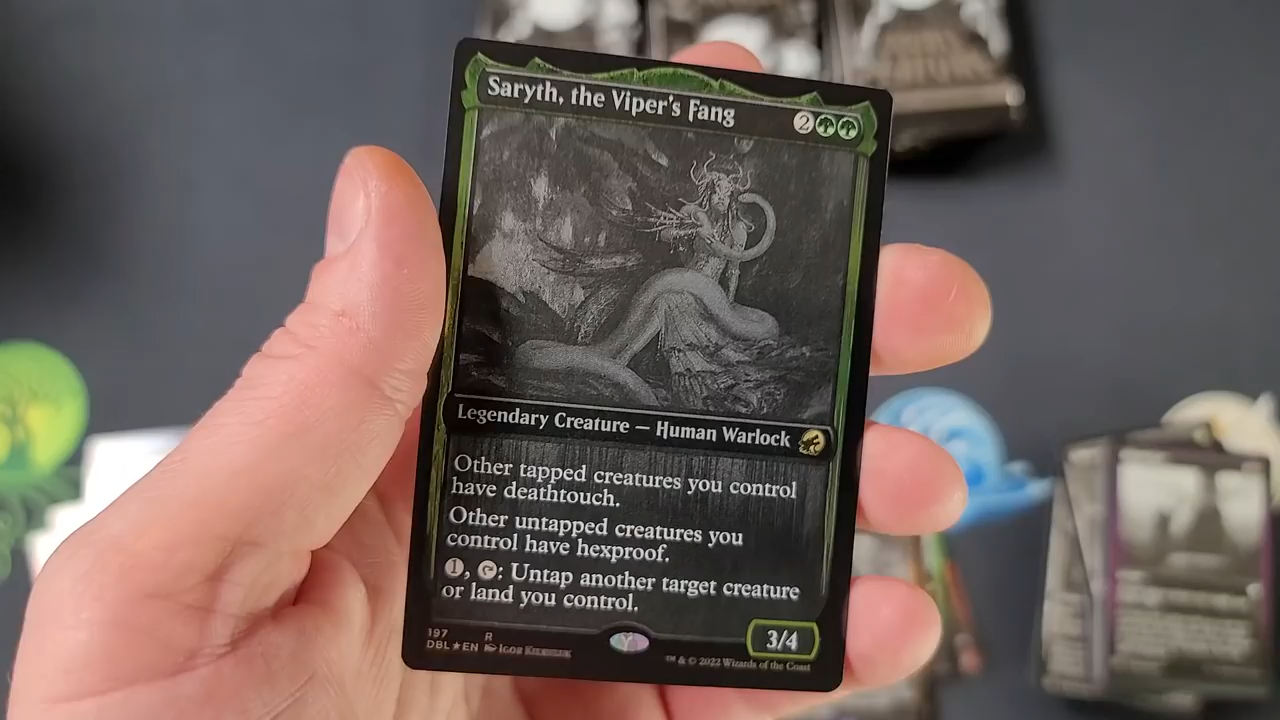 Saryth, the Viper's Fang
2
Legendary Creature — Human Warlock
Other tapped creatures you control
have deathtouch.
Other untapped creatures you
control have hexproof.
1, : Untap another target creature
or land you control.
3/4
197 R
DBL★EN Igor
™ & © 2022 Wizards of the Coast